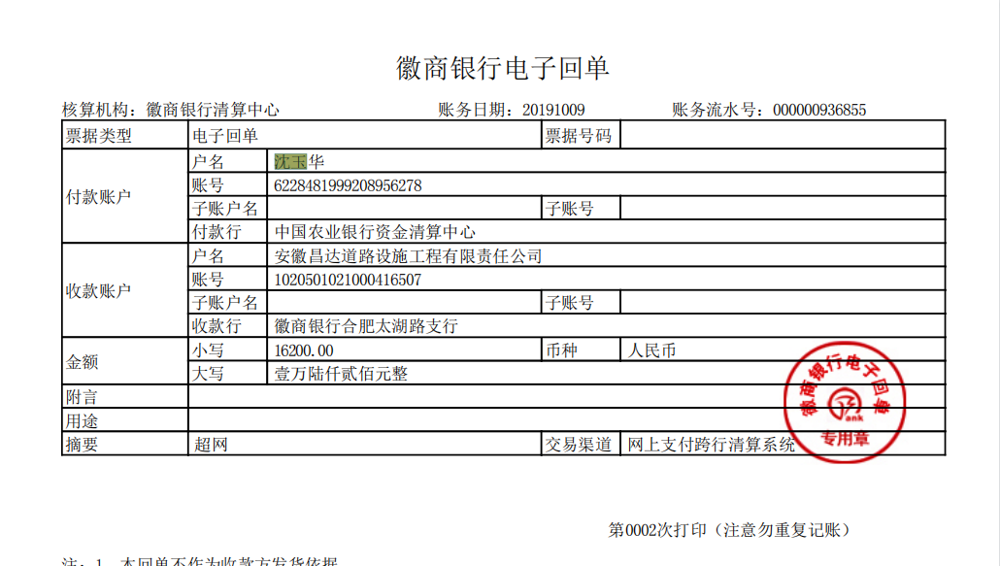 徽商银行电子回单
核算机构：徽商银行清算中心 账务日期：20191009 账务流水号：000000936855
票据类型 电子回单 票据号码
付款账户
户名 沈玉华
账号 6228481999208956278
子账户名 子账号
付款行 中国农业银行资金清算中心
收款账户
户名 安徽昌达道路设施工程有限责任公司
账号 1020501021000416507
子账户名 子账号
收款行 徽商银行合肥太湖路支行
金额
小写 16200.00 币种 人民币
大写 壹万陆仟贰佰元整
附言
用途
摘要 超网 交易渠道 网上支付跨行清算系统
徽商银行电子回单
ank
专用章
第0002次打印（注意勿重复记账）
注：1、本回单不作为收款方发货依据